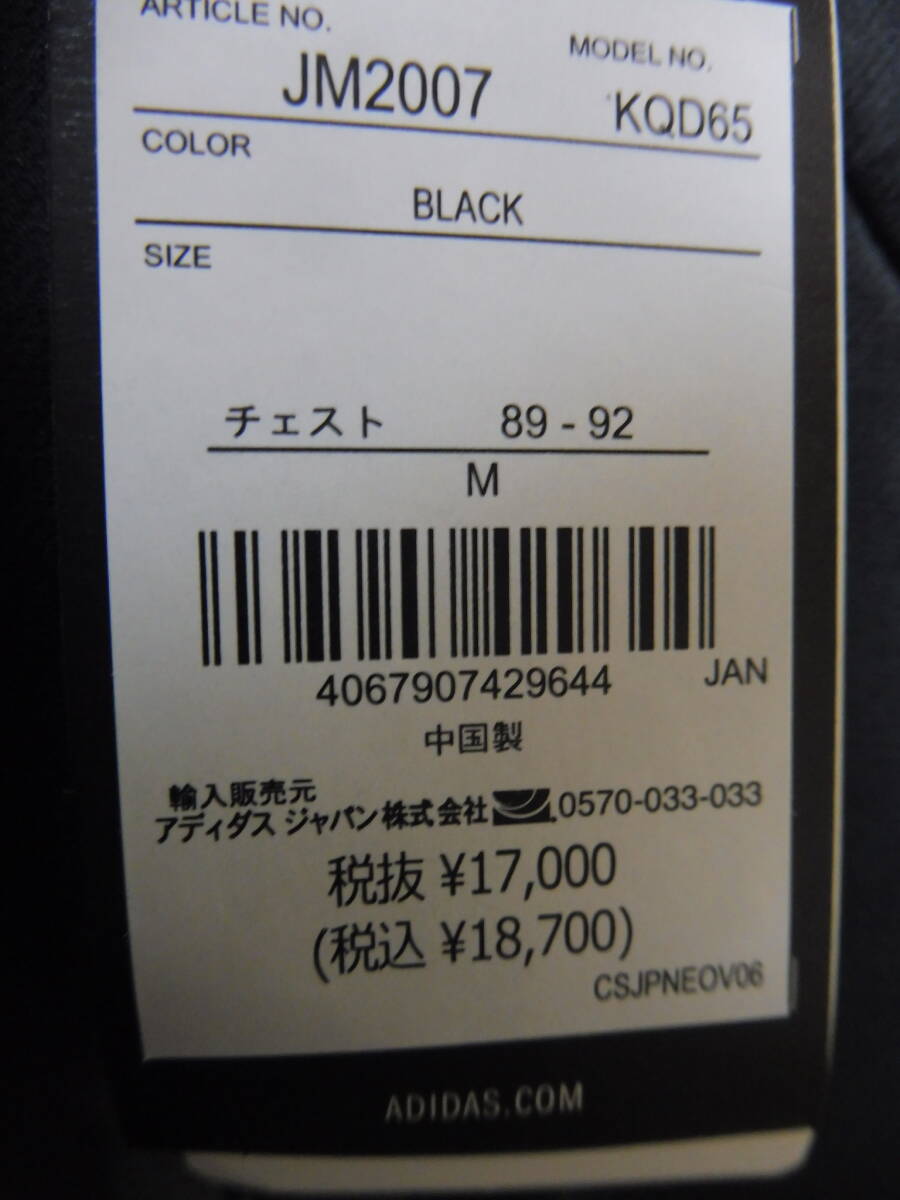 ARTICLE NO.
MODEL NO.
JM2007
KQD65
COLOR
BLACK
SIZE
チェスト 89 - 92
M
4067907429644
JAN
中国製
輸入販売元
アディダス ジャパン株式会社 0570-033-033
税抜 ¥17,000
(税込 ¥18,700)
CSJPNEOV06
ADIDAS.COM